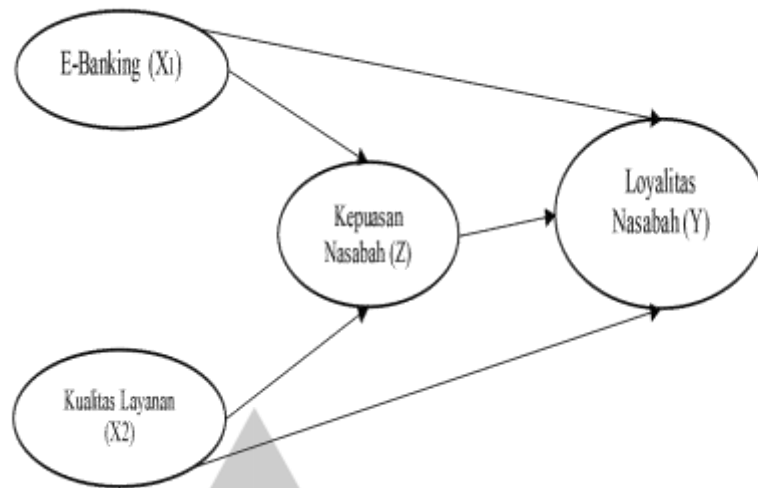 E-Banking (X1)
Kepuasan
Nasabah (Z)
Loyalitas
Nasabah (Y)
Kualitas Layanan
(X2)